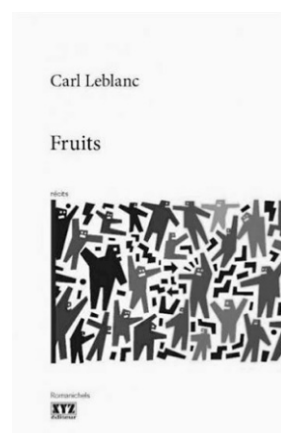 Carl Leblanc
Fruits
récits
Romanichels
XYZ
éditeur